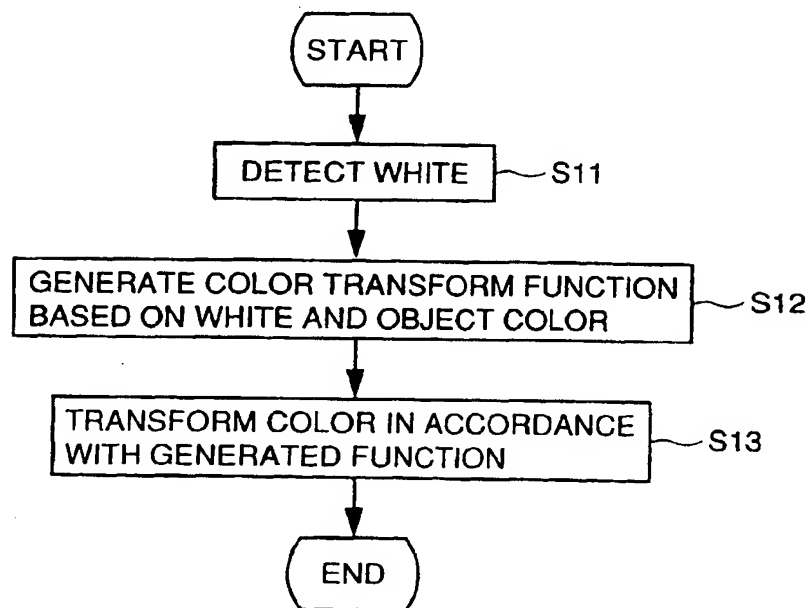 START
DETECT WHITE
S11
GENERATE COLOR TRANSFORM FUNCTION
BASED ON WHITE AND OBJECT COLOR
S12
TRANSFORM COLOR IN ACCORDANCE
WITH GENERATED FUNCTION
S13
END